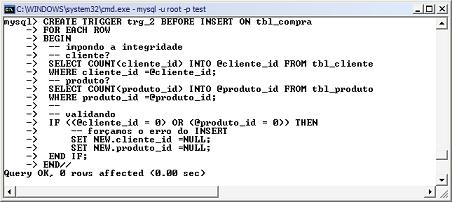 C:\WINDOWS\system32\cmd.exe - mysql -u root -p test
mysql> CREATE TRIGGER trg_2 BEFORE INSERT ON tbl_compra
    -> FOR EACH ROW
    -> BEGIN
    ->  -- impondo a integridade
    ->  -- cliente?
    ->  SELECT COUNT(cliente_id) INTO @cliente_id FROM tbl_cliente
    ->  WHERE cliente_id =@cliente_id;
    ->  -- produto?
    ->  SELECT COUNT(produto_id) INTO @produto_id FROM tbl_produto
    ->  WHERE produto_id =@produto_id;
    ->  --
    ->  -- validando
    ->  IF ((@cliente_id = 0) OR (@produto_id = 0)) THEN
    ->     -- forçamos o erro do INSERT
    ->     SET NEW.cliente_id =NULL;
    ->     SET NEW.produto_id =NULL;
    ->  END IF;
    -> END//
Query OK, 0 rows affected (0.00 sec)